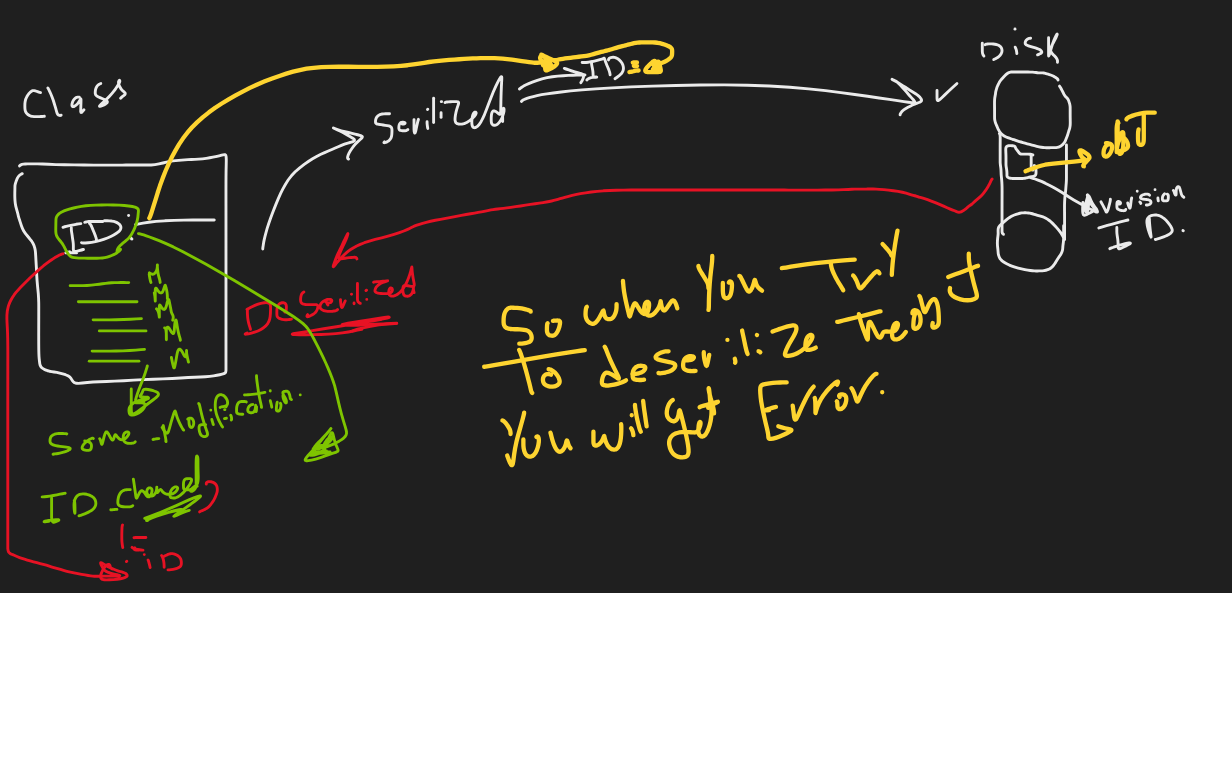 Class
Serilized
ID=
Disk
✓
obJ
version
ID.
ID:
M
M
M
M
M
DeSerilized
Some Modification.
ID changed
!=
iD
So when You Try
To deserilize The obJ
You will get Error.